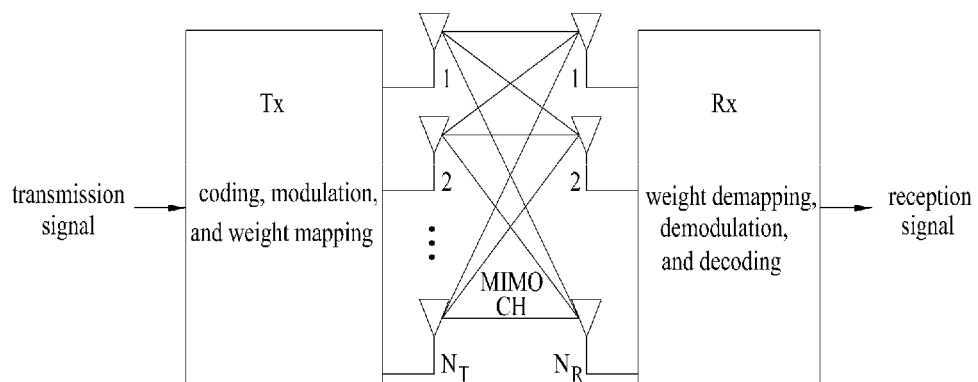 transmission
signal
Tx
coding, modulation,
and weight mapping
1
2
N_T
MIMO
CH
1
2
N_R
Rx
weight demapping,
demodulation,
and decoding
reception
signal